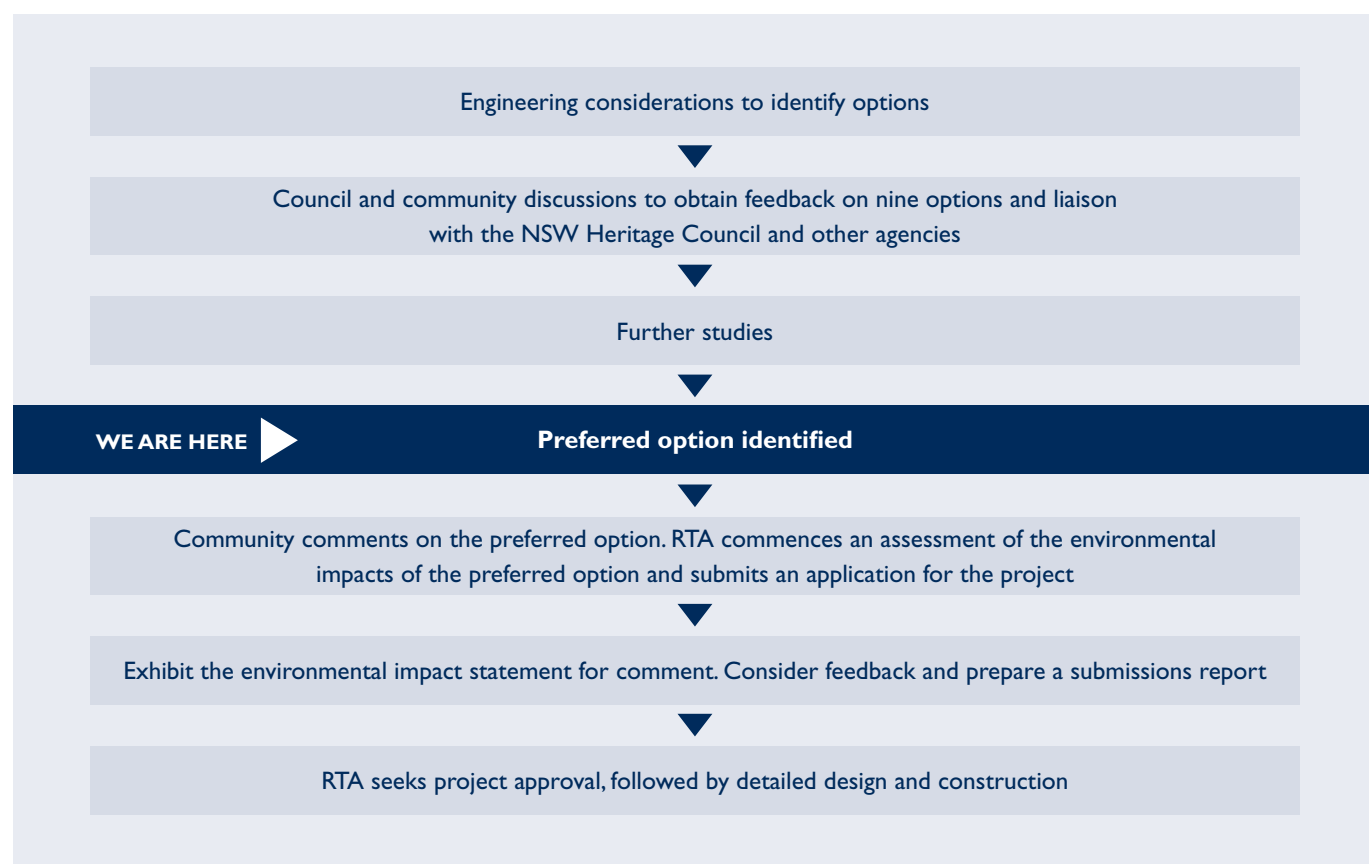 Engineering considerations to identify options
Council and community discussions to obtain feedback on nine options and liaison
with the NSW Heritage Council and other agencies
Further studies
WE ARE HERE Preferred option identified
Community comments on the preferred option. RTA commences an assessment of the environmental
impacts of the preferred option and submits an application for the project
Exhibit the environmental impact statement for comment. Consider feedback and prepare a submissions report
RTA seeks project approval, followed by detailed design and construction